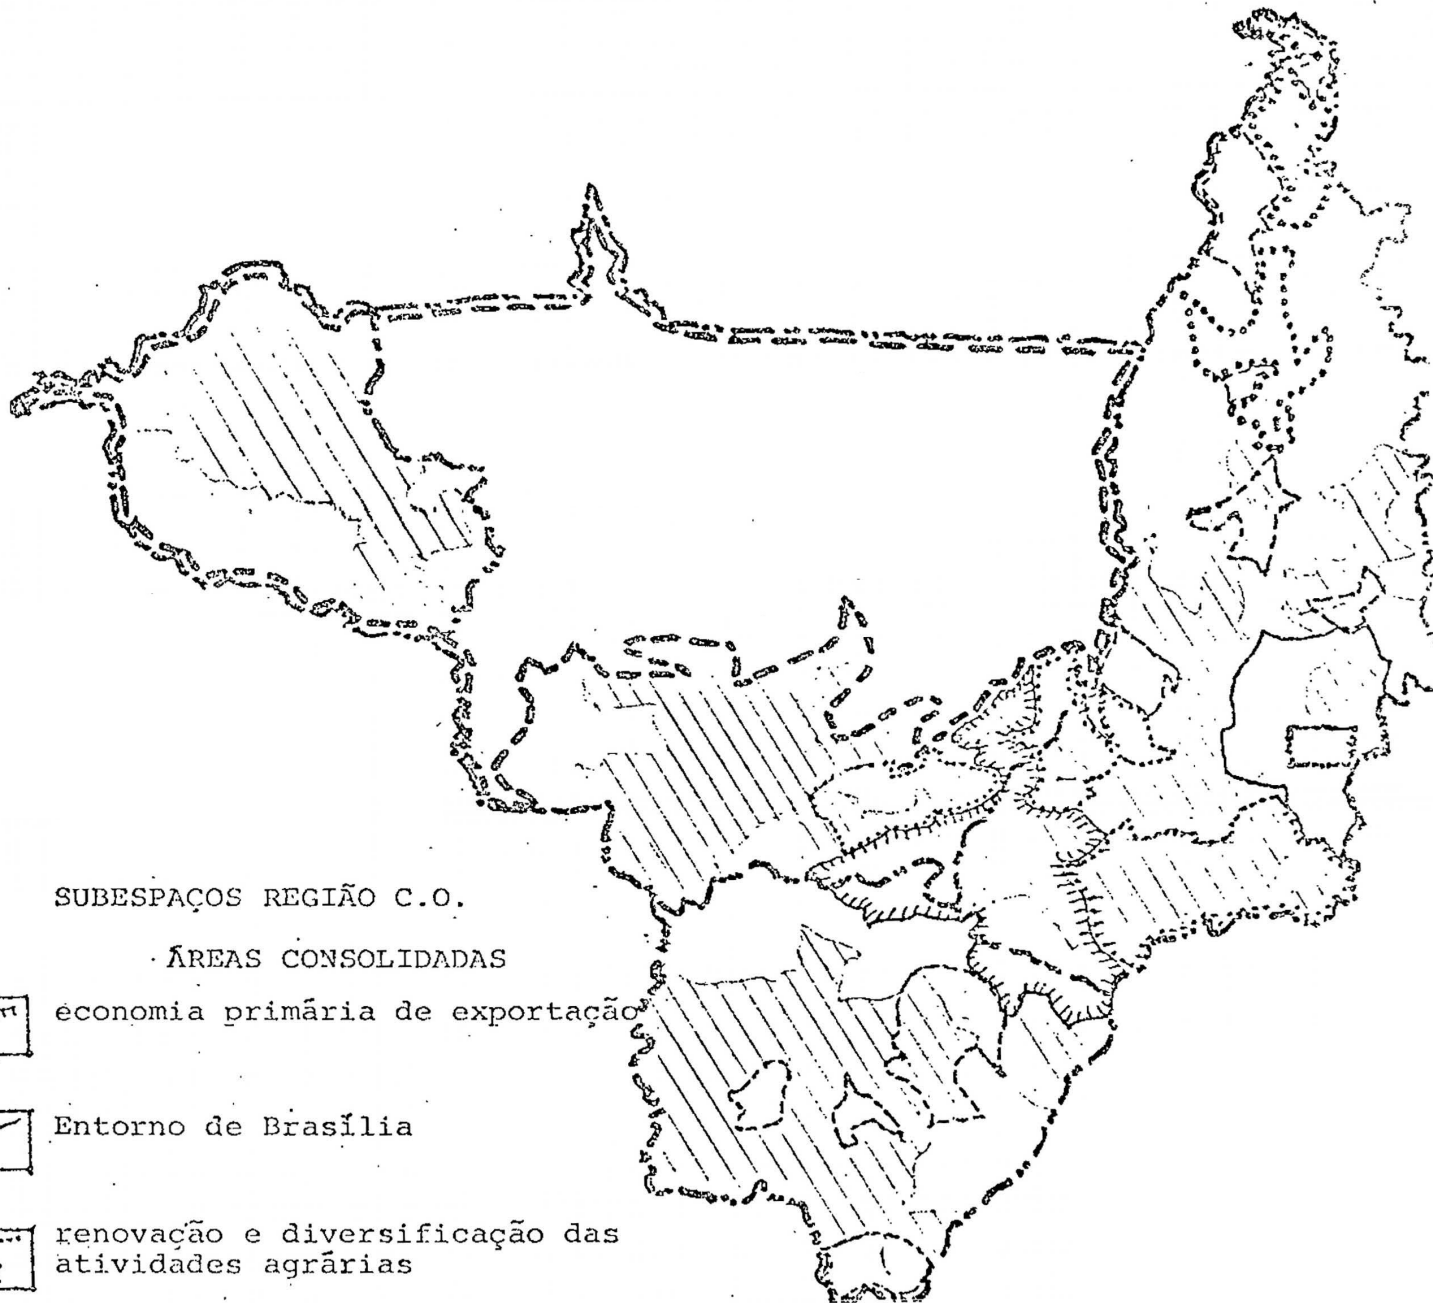 SUBESPAÇOS REGIÃO C.O.
ÁREAS CONSOLIDADAS
economia primária de exportação
Entorno de Brasília
renovação e diversificação das
atividades agrárias